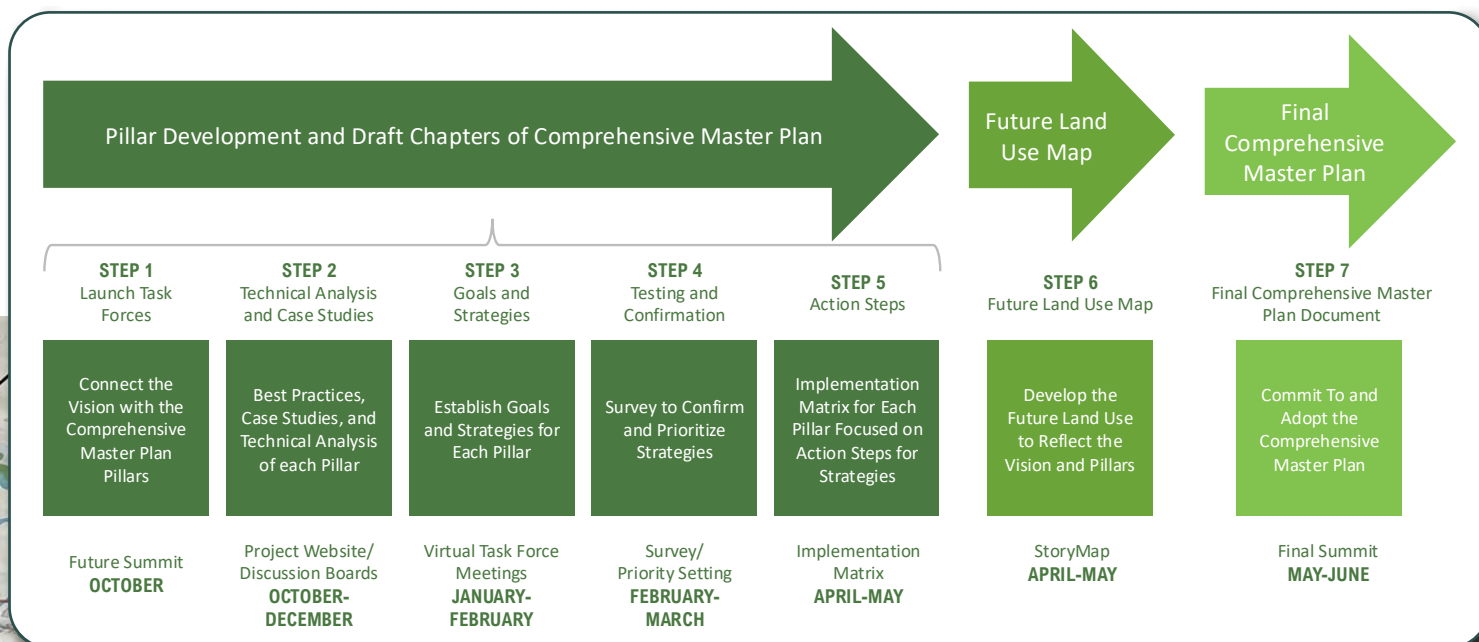 Pillar Development and Draft Chapters of Comprehensive Master Plan
Future Land
Use Map
Final
Comprehensive
Master Plan
STEP 1
Launch Task
Forces
STEP 2
Technical Analysis
and Case Studies
STEP 3
Goals and
Strategies
STEP 4
Testing and
Confirmation
STEP 5
Action Steps
STEP 6
Future Land Use Map
STEP 7
Final Comprehensive Master
Plan Document
Connect the
Vision with the
Comprehensive
Master Plan
Pillars
Best Practices,
Case Studies, and
Technical Analysis
of each Pillar
Establish Goals
and Strategies for
Each Pillar
Survey to Confirm
and Prioritize
Strategies
Implementation
Matrix for Each
Pillar Focused on
Action Steps for
Strategies
Develop the
Future Land Use
to Reflect the
Vision and Pillars
Commit To and
Adopt the
Comprehensive
Master Plan
Future Summit
OCTOBER
Project Website/
Discussion Boards
OCTOBER-
DECEMBER
Virtual Task Force
Meetings
JANUARY-
FEBRUARY
Survey/
Priority Setting
FEBRUARY-
MARCH
Implementation
Matrix
APRIL-MAY
StoryMap
APRIL-MAY
Final Summit
MAY-JUNE